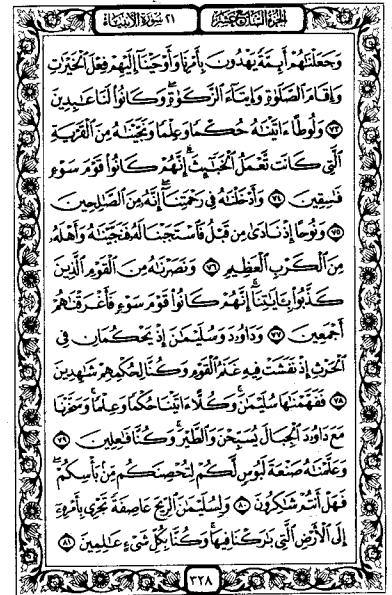 الجزء السابع عشر
٢١ سورة الأنبياء
وَجَعَلْنَٰهُمْ أَئِمَّةً يَهْدُونَ بِأَمْرِنَا وَأَوْحَيْنَآ إِلَيْهِمْ فِعْلَ ٱلْخَيْرَٰتِ
وَإِقَامَ ٱلصَّلَوٰةِ وَإِيتَآءَ ٱلزَّكَوٰةِۖ وَكَانُوا۟ لَنَا عَٰبِدِينَ
٧٣ وَلُوطًا ءَاتَيْنَٰهُ حُكْمًا وَعِلْمًا وَنَجَّيْنَٰهُ مِنَ ٱلْقَرْيَةِ
ٱلَّتِى كَانَت تَّعْمَلُ ٱلْخَبَٰٓئِثَۗ إِنَّهُمْ كَانُوا۟ قَوْمَ سَوْءٍ
فَٰسِقِينَ ٧٤ وَأَدْخَلْنَٰهُ فِى رَحْمَتِنَآۖ إِنَّهُۥ مِنَ ٱلصَّٰلِحِينَ
٧٥ وَنُوحًا إِذْ نَادَىٰ مِن قَبْلُ فَٱسْتَجَبْنَا لَهُۥ فَنَجَّيْنَٰهُ وَأَهْلَهُۥ
مِنَ ٱلْكَرْبِ ٱلْعَظِيمِ ٧٦ وَنَصَرْنَٰهُ مِنَ ٱلْقَوْمِ ٱلَّذِينَ
كَذَّبُوا۟ بِـَٔايَٰتِنَآۚ إِنَّهُمْ كَانُوا۟ قَوْمَ سَوْءٍ فَأَغْرَقْنَٰهُمْ
أَجْمَعِينَ ٧٧ وَدَاوُۥدَ وَسُلَيْمَٰنَ إِذْ يَحْكُمَانِ فِى
ٱلْحَرْثِ إِذْ نَفَشَتْ فِيهِ غَنَمُ ٱلْقَوْمِ وَكُنَّا لِحُكْمِهِمْ شَٰهِدِينَ
٧٨ فَفَهَّمْنَٰهَا سُلَيْمَٰنَۚ وَكُلًّا ءَاتَيْنَا حُكْمًا وَعِلْمًاۚ وَسَخَّرْنَا
مَعَ دَاوُۥدَ ٱلْجِبَالَ يُسَبِّحْنَ وَٱلطَّيْرَۚ وَكُنَّا فَٰعِلِينَ ٧٩
وَعَلَّمْنَٰهُ صَنْعَةَ لَبُوسٍ لَّكُمْ لِتُحْصِنَكُم مِّنۢ بَأْسِكُمْۖ
فَهَلْ أَنتُمْ شَٰكِرُونَ ٨٠ وَلِسُلَيْمَٰنَ ٱلرِّيحَ عَاصِفَةً تَجْرِى بِأَمْرِهِۦٓ
إِلَى ٱلْأَرْضِ ٱلَّتِى بَٰرَكْنَا فِيهَاۚ وَكُنَّا بِكُلِّ شَىْءٍ عَٰلِمِينَ ٨١
٣٢٨